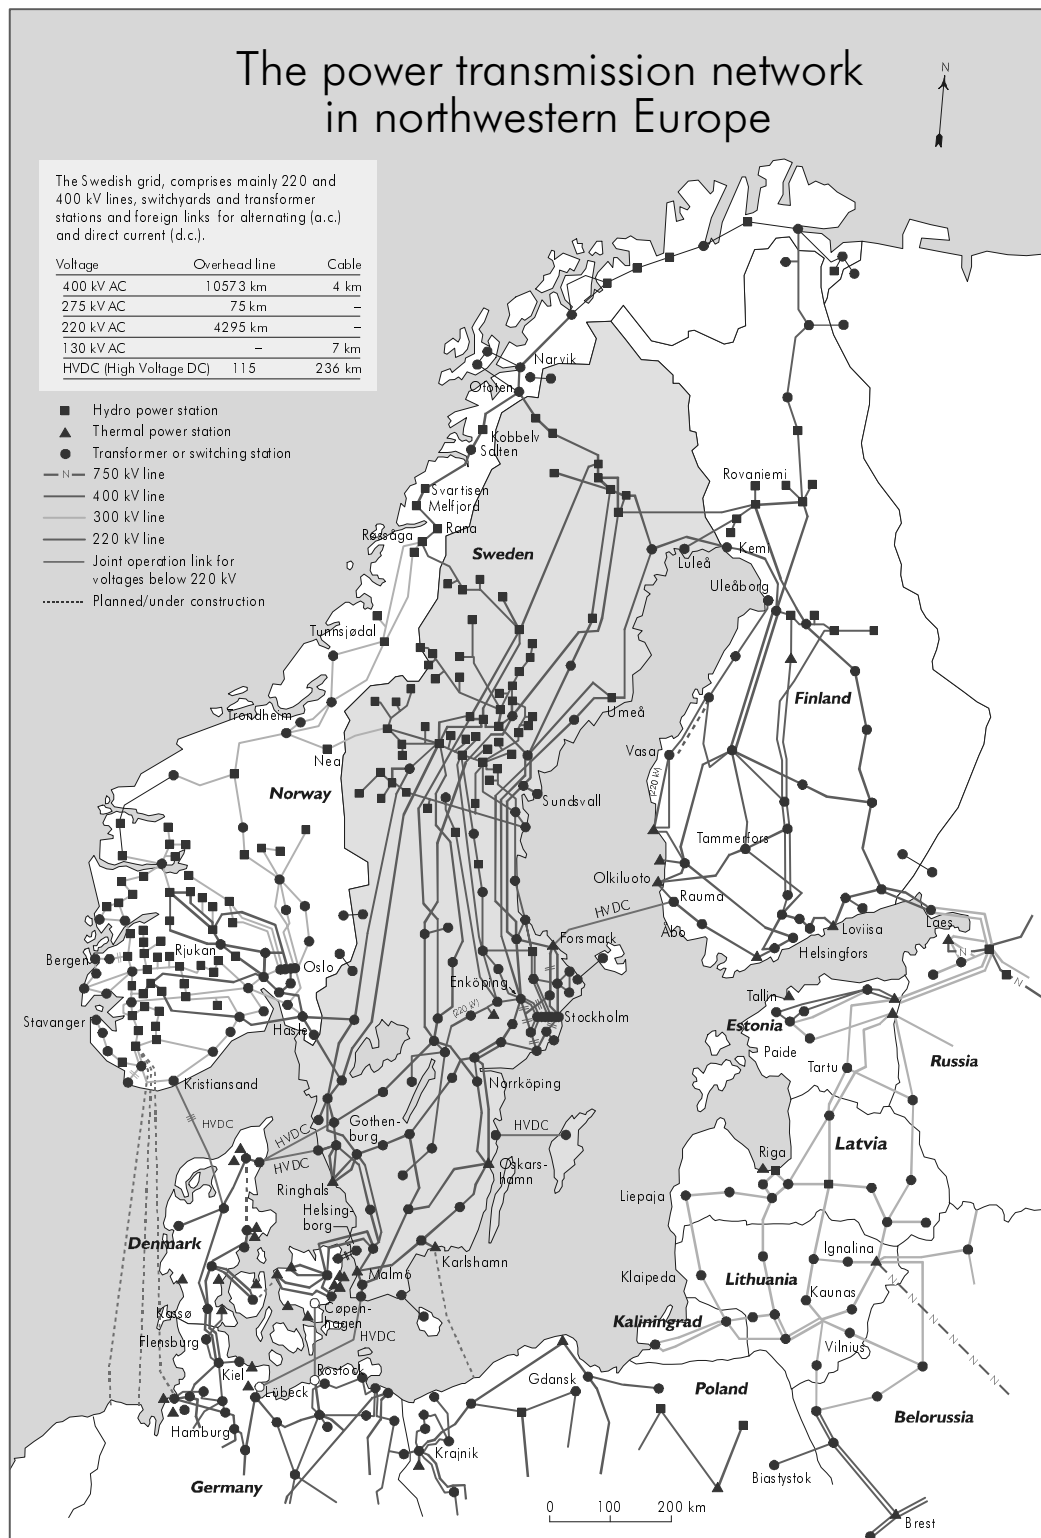 The power transmission network
in northwestern Europe
N
The Swedish grid, comprises mainly 220 and
400 kV lines, switchyards and transformer
stations and foreign links for alternating (a.c.)
and direct current (d.c.).
Voltage Overhead line Cable
400 kV AC 10573 km 4 km
275 kV AC 75 km –
220 kV AC 4295 km –
130 kV AC – 7 km
HVDC (High Voltage DC) 115 236 km
Hydro power station
Thermal power station
Transformer or switching station
N 750 kV line
400 kV line
300 kV line
220 kV line
Joint operation link for
voltages below 220 kV
Planned/under construction
Narvik
Ofoten
Kobbelv
Salten
Svartisen
Melfjord
Rana
Røssåga
Sweden
Rovaniemi
Kemi
Luleå
Uleåborg
Tunnsjødal
Finland
Umeå
Trondheim
Nea
Vasa
(220 kV)
Norway
Sundsvall
Tammerfors
Olkiluoto
Rauma
HVDC
Åbo
Loviisa
Laes
Helsingfors
N
N
Forsmark
Rjukan
Bergen
Oslo
Enköping
(220 kV)
Stockholm
Stavanger
Hasle
Tallin
Estonia
Paide
Tartu
Russia
Kristiansand
Norrköping
HVDC
HVDC
HVDC
HVDC
Gothen-
burg
Latvia
Riga
Oskars-
hamn
Ringhals
Helsing-
borg
Liepaja
Denmark
Karlshamn
Malmö
Ignalina
Klaipeda
Lithuania
Kaunas
N
N
N
N
N
Kassø
Cøpen-
hagen
HVDC
Kaliningrad
Vilnius
Flensburg
Kiel
Rostock
Lübeck
Gdansk
Poland
Belorussia
Hamburg
Krajnik
Biastystok
Germany
0 100 200 km
Brest